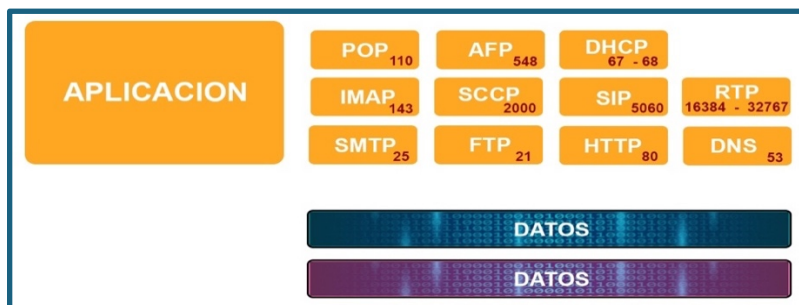 APLICACION
POP 110 AFP 548 DHCP 67 - 68
IMAP 143 SCCP 2000 SIP 5060 RTP 16384 - 32767
SMTP 25 FTP 21 HTTP 80 DNS 53
DATOS
DATOS